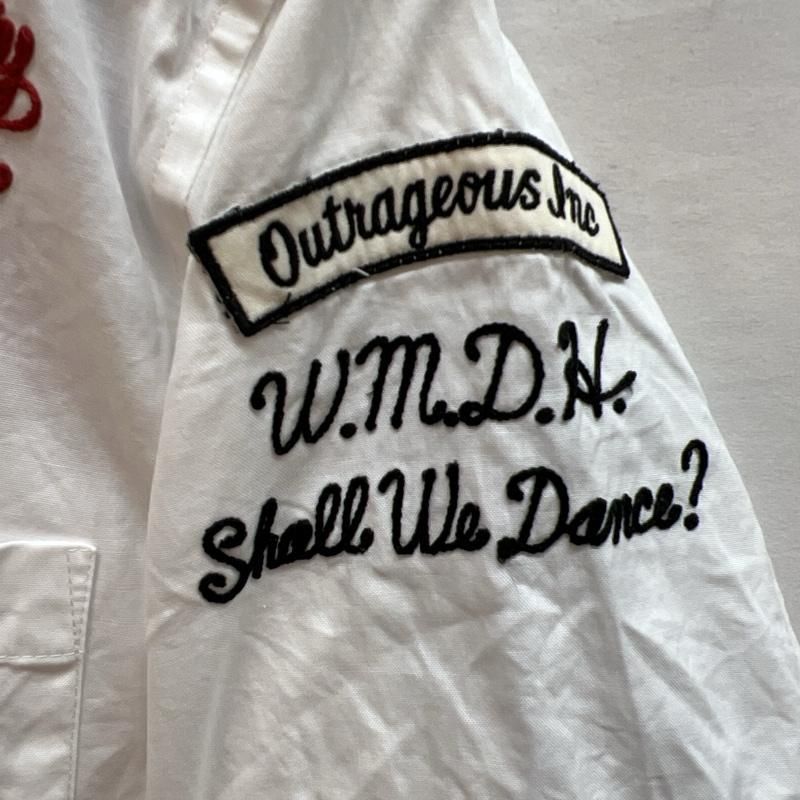 Outrageous Inc
W.M.D.H.
Shall We Dance?